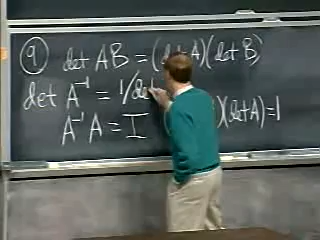 ⑨ det AB = (det A)(det B)
det A⁻¹ = 1/det
A⁻¹A = I )(det A)=1